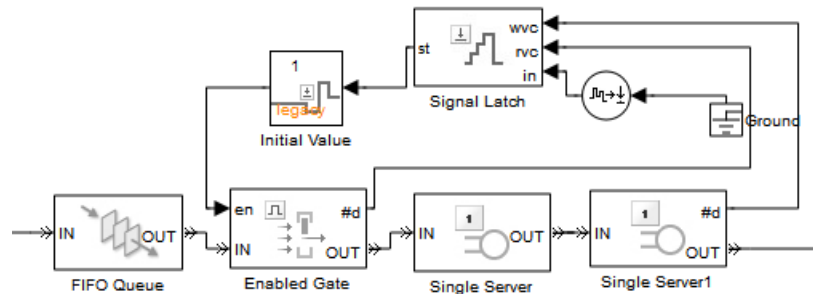 wvc
st
rvc
in
Signal Latch
1
legacy
Initial Value
Ground
en
#d
IN
OUT
FIFO Queue
IN
OUT
Enabled Gate
1
IN
OUT
Single Server
1
#d
IN
OUT
Single Server1